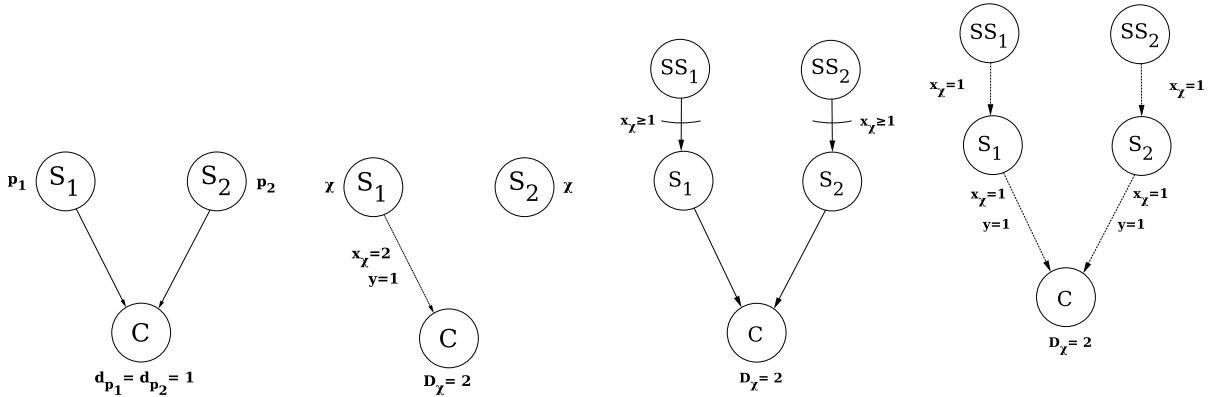 p₁ S₁ S₂ p₂
C
d_p₁ = d_p₂ = 1
χ S₁ S₂ χ
x_χ=2
y=1
C
D_χ= 2
SS₁ SS₂
x_χ≥1 x_χ≥1
S₁ S₂
C
D_χ= 2
SS₁ SS₂
x_χ=1 x_χ=1
S₁ S₂
x_χ=1 x_χ=1
y=1 y=1
C
D_χ= 2